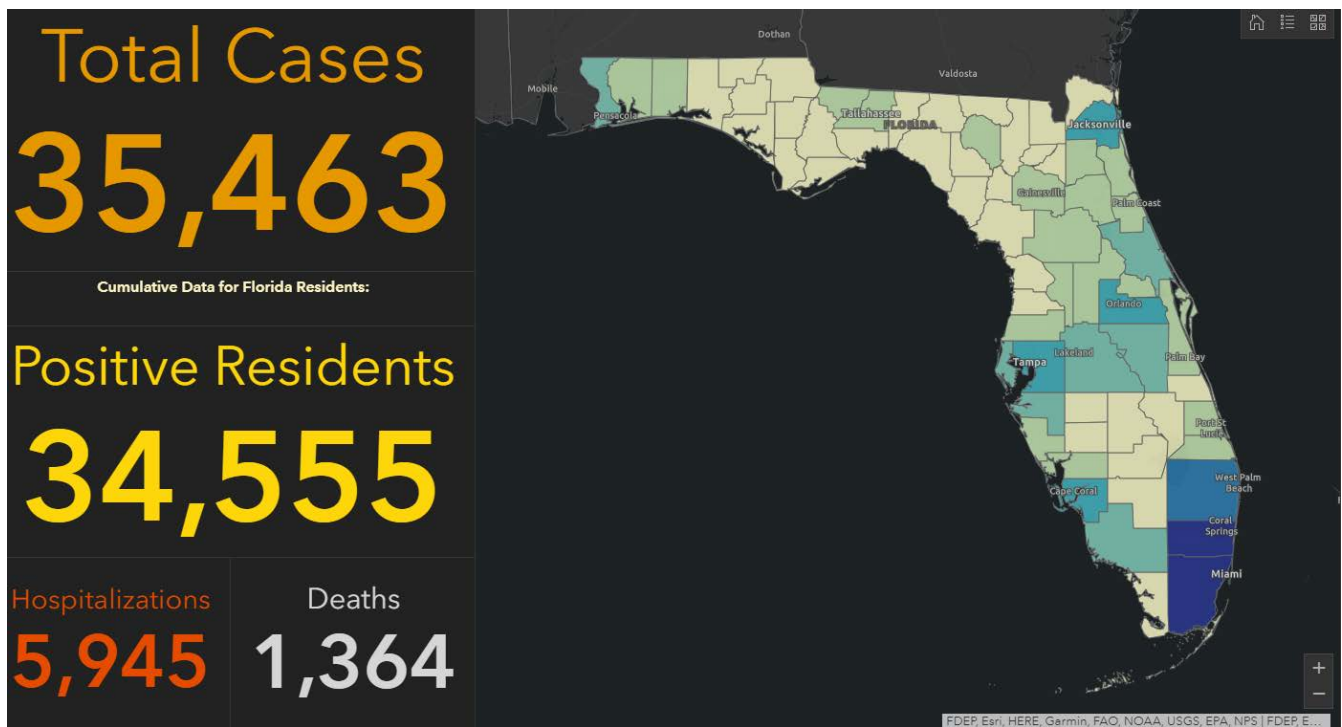 Total Cases
35,463
Cumulative Data for Florida Residents:
Positive Residents
34,555
Hospitalizations
5,945
Deaths
1,364
Dothan
Valdosta
Mobile
Pensacola
Tallahassee
FLORIDA
Jacksonville
Gainesville
Palm Coast
Orlando
Tampa
Lakeland
Palm Bay
Port St
Lucie
Cape Coral
West Palm
Beach
Coral
Springs
Miami
+
−
FDEP, Esri, HERE, Garmin, FAO, NOAA, USGS, EPA, NPS | FDEP, E...